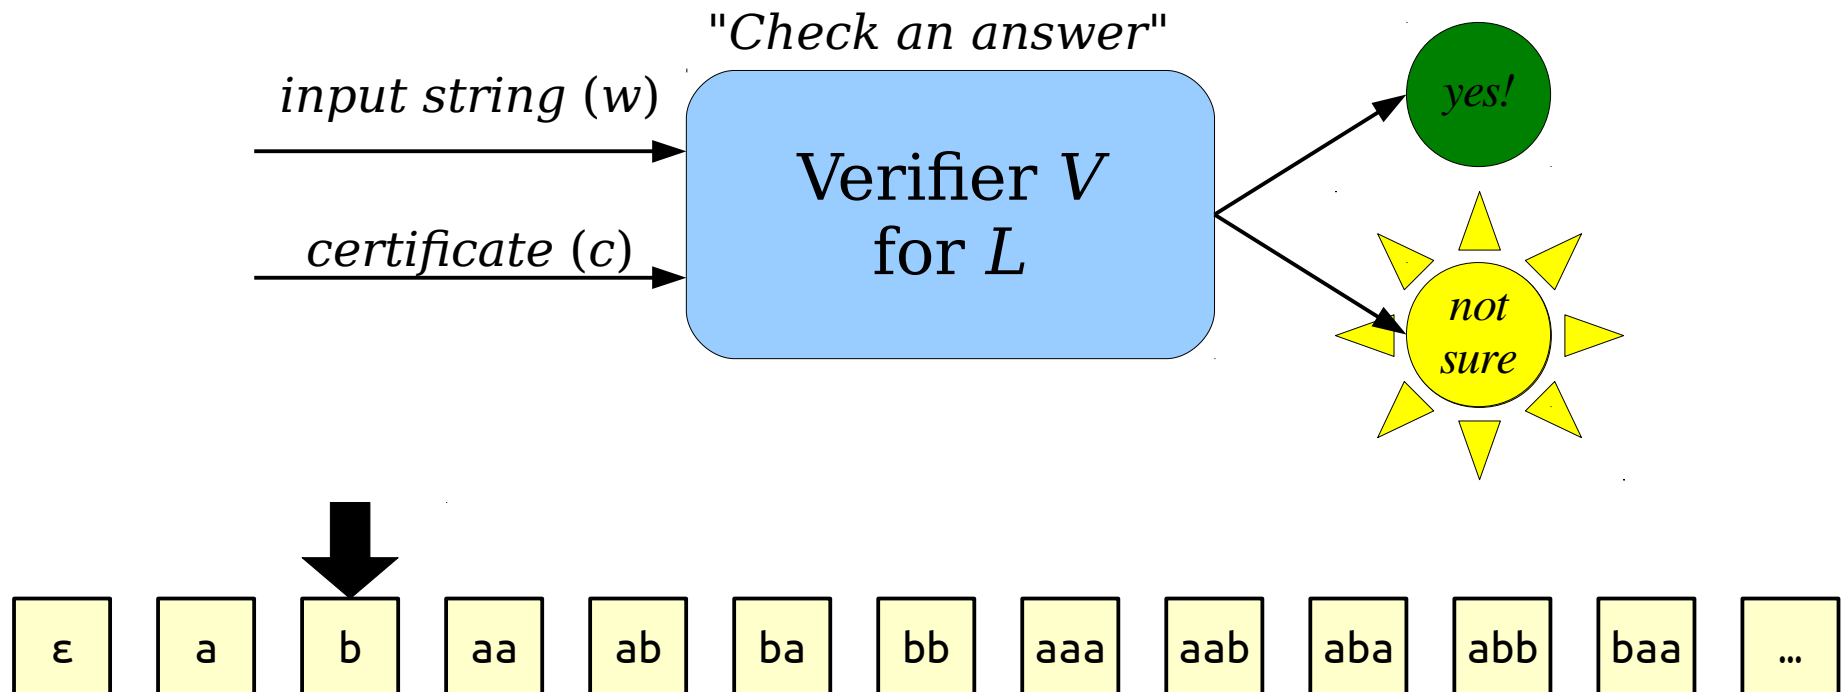 "Check an answer"
input string (w)
certificate (c)
Verifier V
for L
yes!
not
sure
ε a b aa ab ba bb aaa aab aba abb baa …